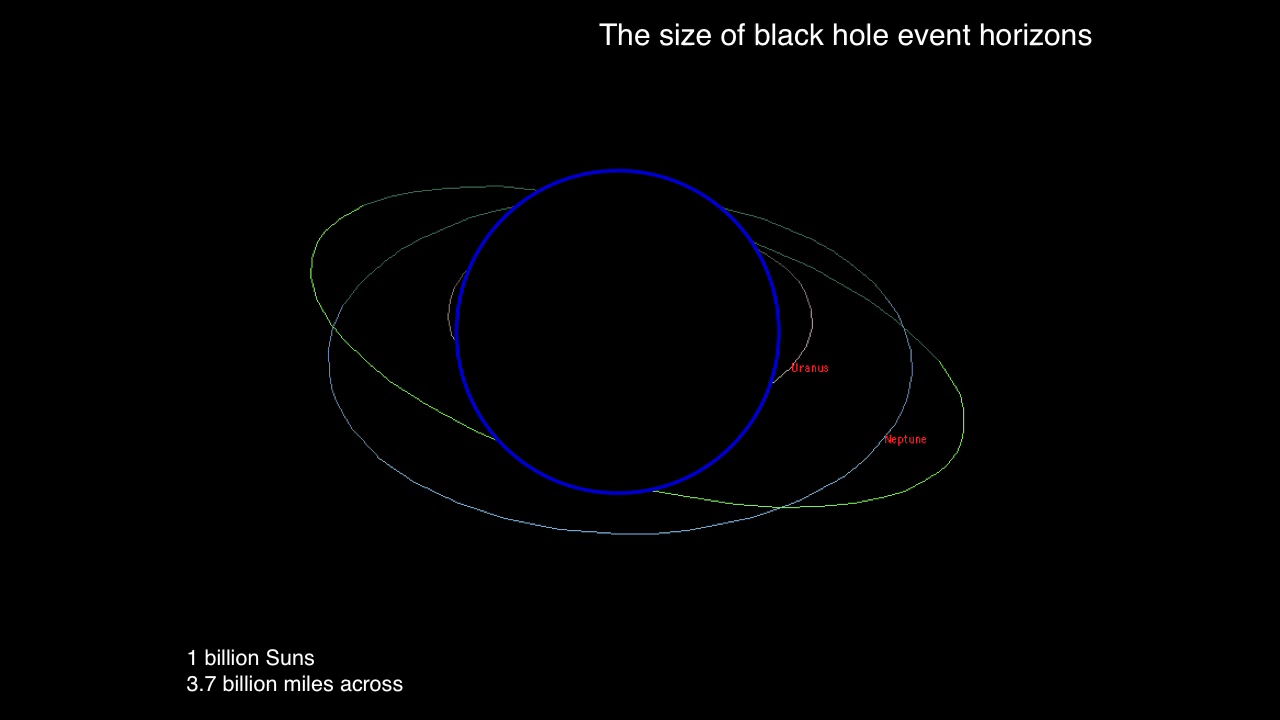 The size of black hole event horizons
Uranus
Neptune
1 billion Suns
3.7 billion miles across